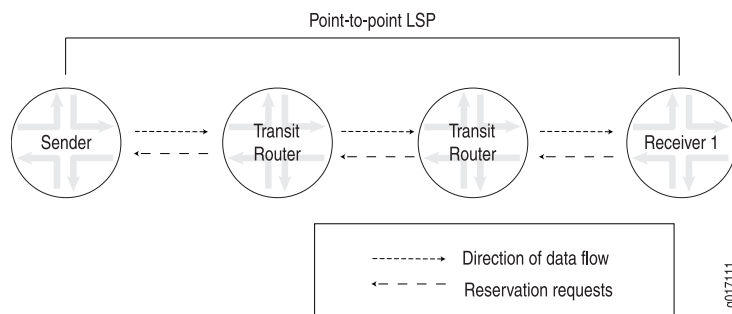 Point-to-point LSP
Sender
Transit
Router
Transit
Router
Receiver 1
Direction of data flow
Reservation requests
g017111